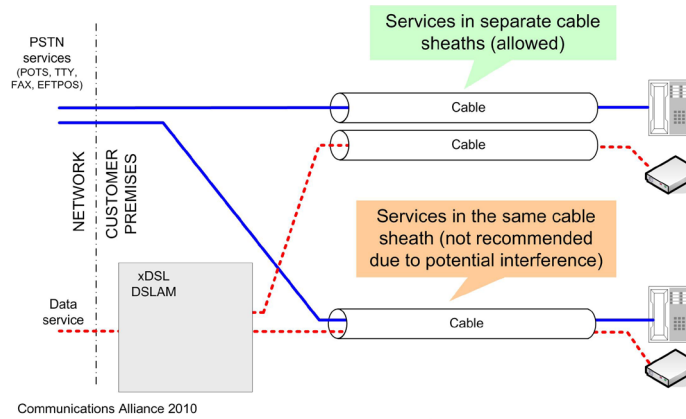 PSTN
services
(POTS, TTY,
FAX, EFTPOS)
Services in separate cable
sheaths (allowed)
Cable
Cable
NETWORK
CUSTOMER
PREMISES
Services in the same cable
sheath (not recommended
due to potential interference)
xDSL
DSLAM
Data
service
Cable
Communications Alliance 2010